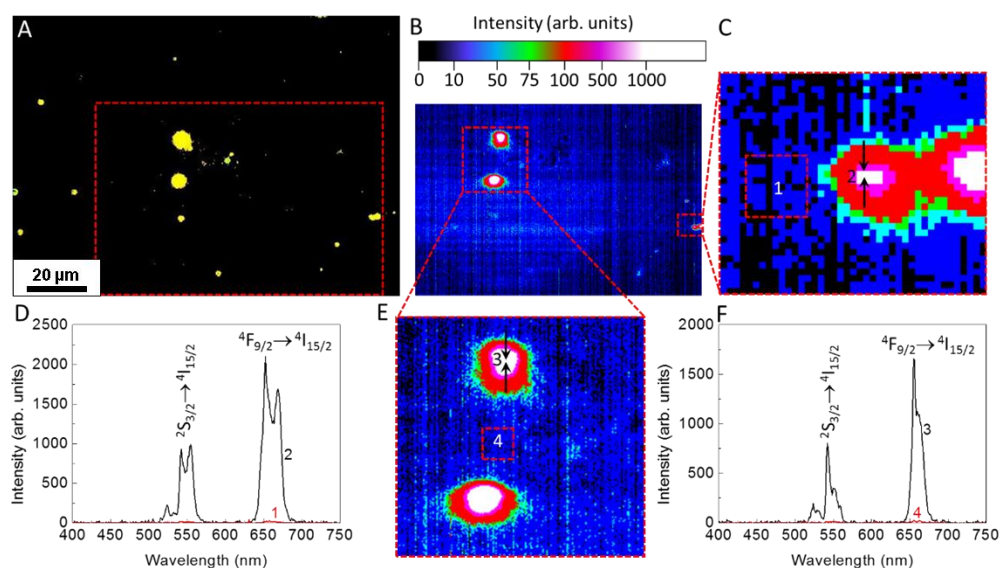 A
20 µm
B
Intensity (arb. units)
0 10 50 75 100 500 1000
C
1
2
D
Intensity (arb. units)
2500
2000
1500
1000
500
0
²S₃/₂→⁴I₁₅/₂
⁴F₉/₂→⁴I₁₅/₂
2
1
400 450 500 550 600 650 700 750
Wavelength (nm)
E
3
4
F
Intensity (arb. units)
2000
1500
1000
500
0
²S₃/₂→⁴I₁₅/₂
⁴F₉/₂→⁴I₁₅/₂
3
4
400 450 500 550 600 650 700 750
Wavelength (nm)